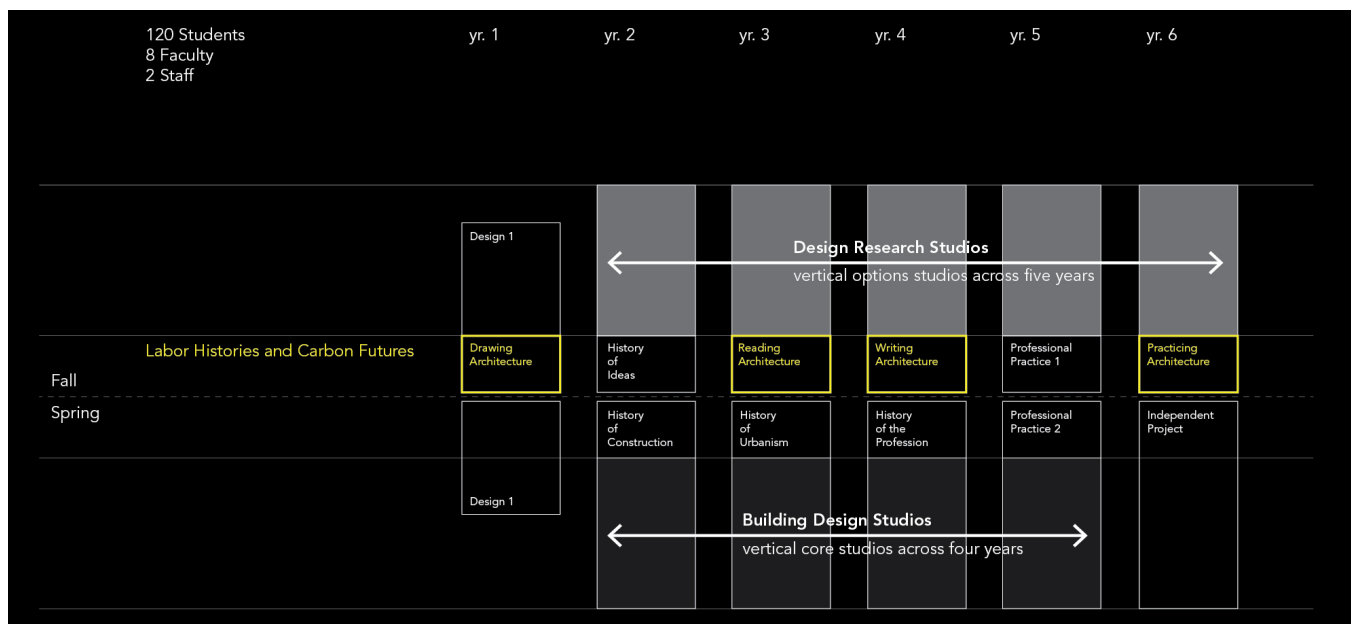 120 Students
8 Faculty
2 Staff
yr. 1
yr. 2
yr. 3
yr. 4
yr. 5
yr. 6
Design 1
Design Research Studios
vertical options studios across five years
Labor Histories and Carbon Futures
Drawing
Architecture
History
of
Ideas
Reading
Architecture
Writing
Architecture
Professional
Practice 1
Practicing
Architecture
Fall
Spring
History
of
Construction
History
of
Urbanism
History
of the
Profession
Professional
Practice 2
Independent
Project
Design 1
Building Design Studios
vertical core studios across four years